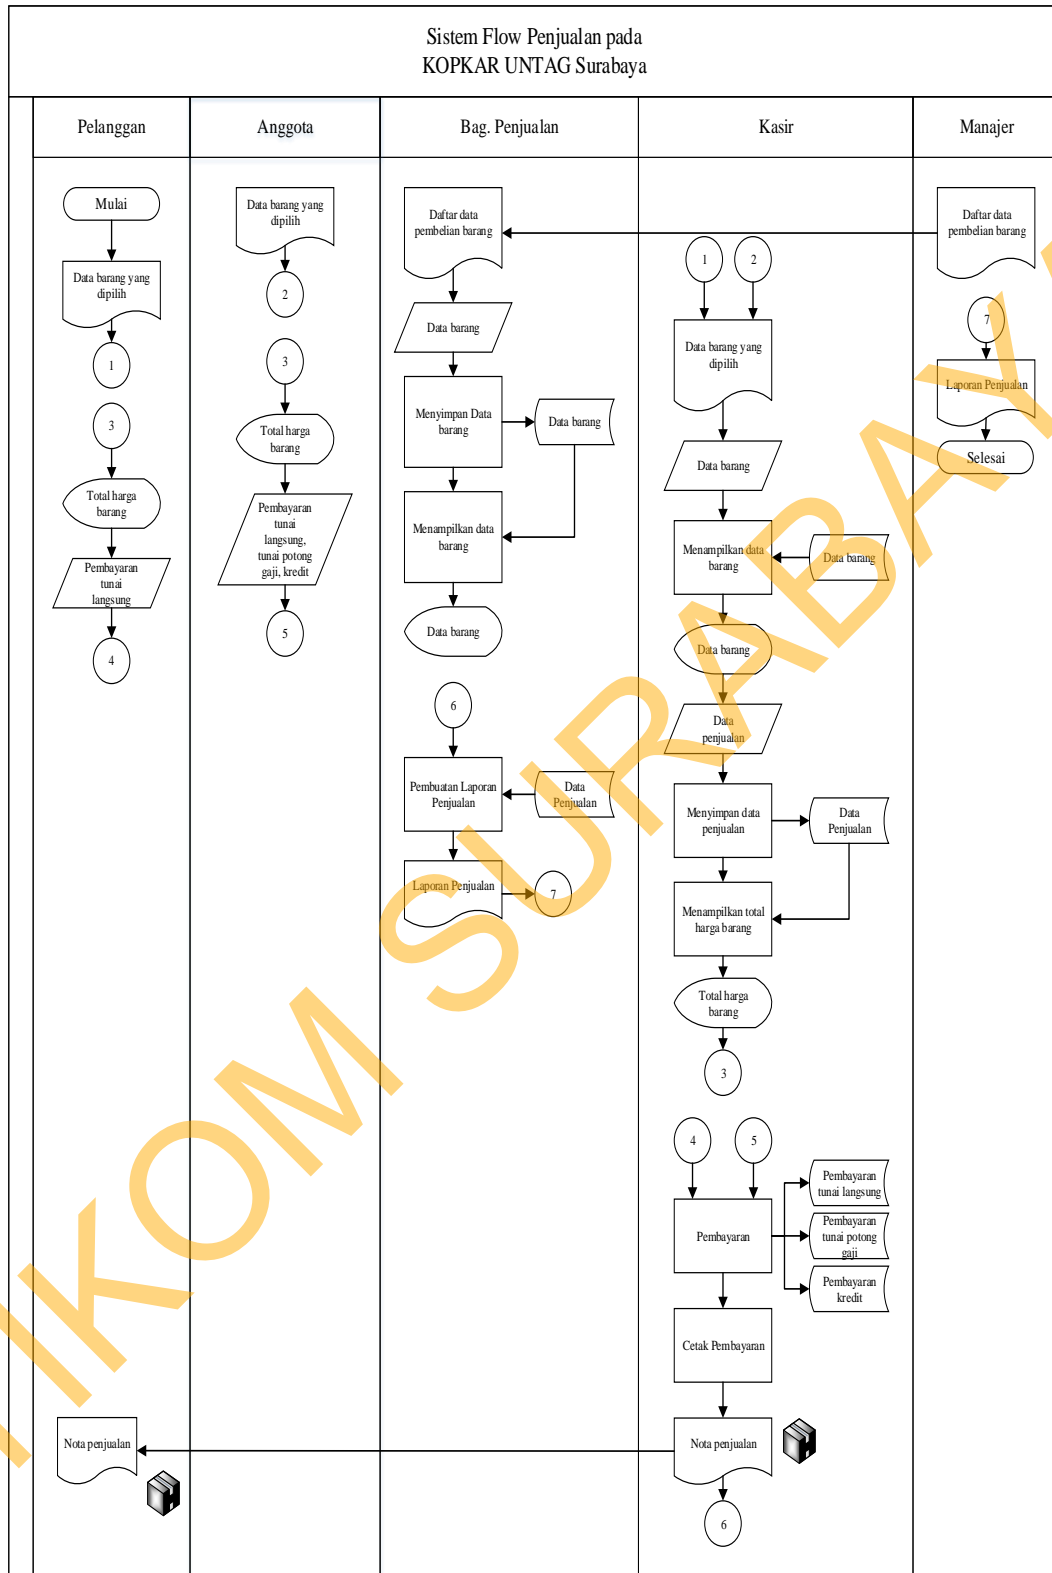 Sistem Flow Penjualan pada
KOPKAR UNTAG Surabaya
Pelanggan
Anggota
Bag. Penjualan
Kasir
Manajer
Mulai
Data barang yang
dipilih
1
3
Total harga
barang
Pembayaran
tunai
langsung
4
Nota penjualan
Data barang yang
dipilih
2
3
Total harga
barang
Pembayaran
tunai
langsung,
tunai potong
gaji, kredit
5
Daftar data
pembelian barang
Data barang
Menyimpan Data
barang
Data barang
Menampilkan data
barang
Data barang
6
Pembuatan Laporan
Penjualan
Data
Penjualan
Laporan Penjualan
7
1
2
Data barang yang
dipilih
Data barang
Menampilkan data
barang
Data barang
Data barang
Data
penjualan
Menyimpan data
penjualan
Data
Penjualan
Menampilkan total
harga barang
Total harga
barang
3
4
5
Pembayaran
Pembayaran
tunai langsung
Pembayaran
tunai potong
gaji
Pembayaran
kredit
Cetak Pembayaran
Nota penjualan
6
Daftar data
pembelian barang
7
Laporan Penjualan
Selesai
IKOM SURABAYA